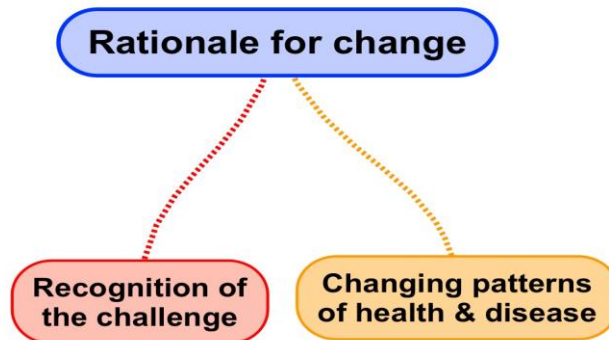 Rationale for change
Recognition of
the challenge
Changing patterns
of health & disease